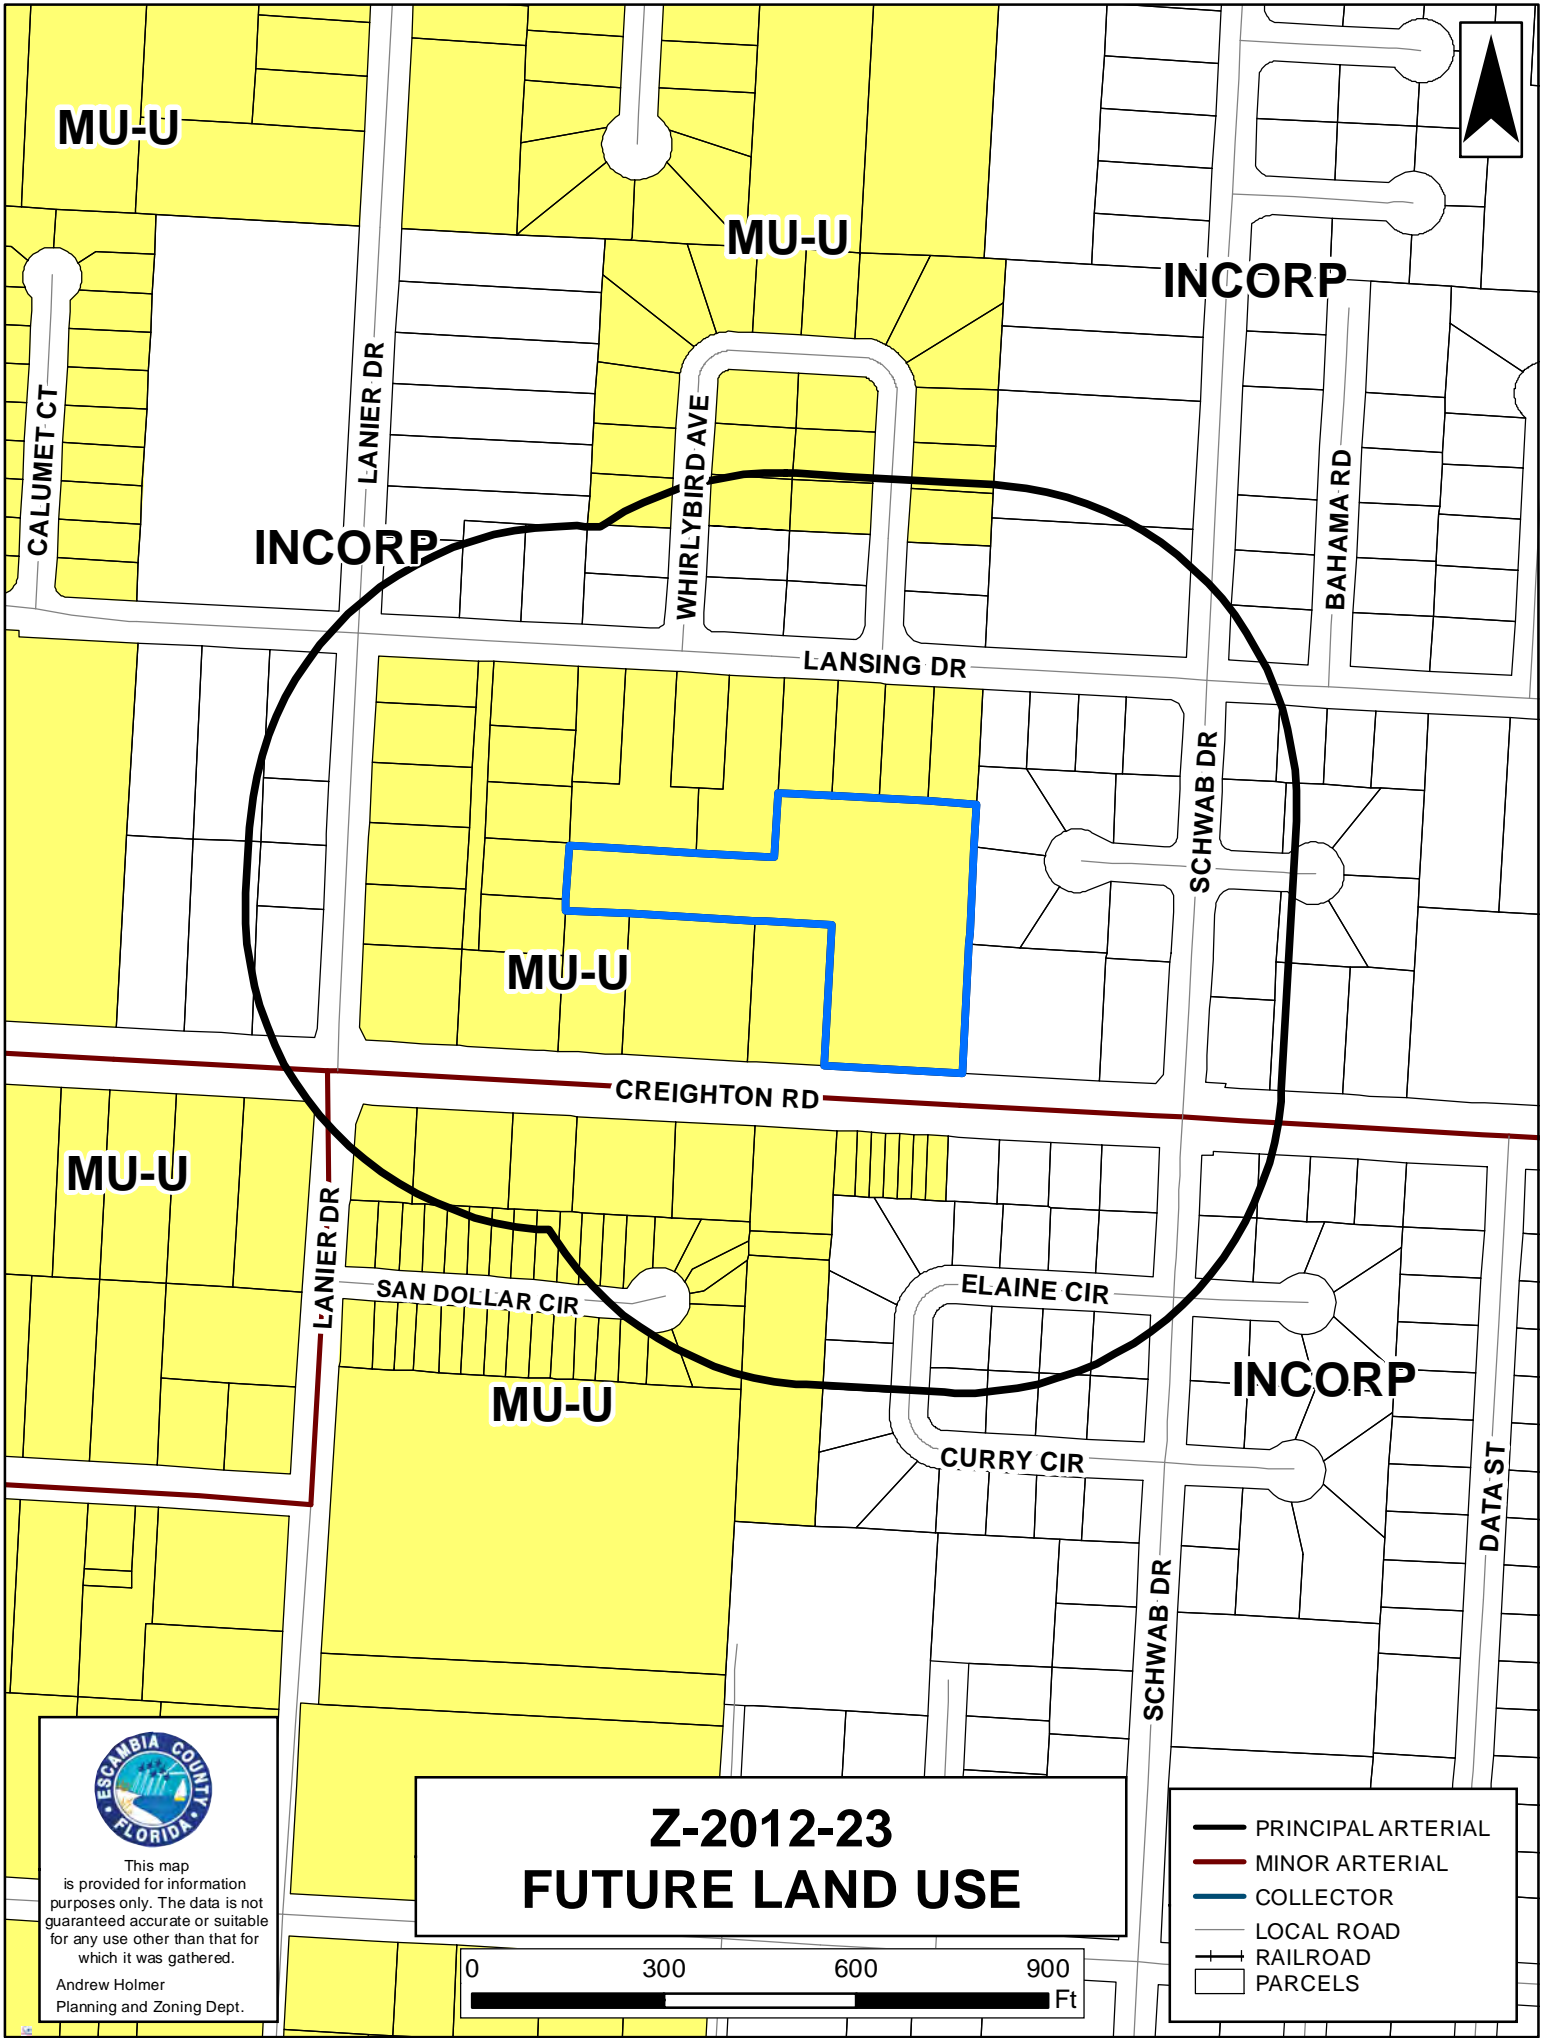 MU-U
MU-U
INCORP
LANIER DR
CALUMET CT
WHIRLYBIRD AVE
BAHAMA RD
INCORP
LANSING DR
SCHWAB DR
MU-U
CREIGHTON RD
MU-U
LANIER DR
SAN DOLLAR CIR
ELAINE CIR
MU-U
INCORP
CURRY CIR
DATA ST
SCHWAB DR
ESCAMBIA COUNTY
FLORIDA
This map
is provided for information
purposes only. The data is not
guaranteed accurate or suitable
for any use other than that for
which it was gathered.
Andrew Holmer
Planning and Zoning Dept.
Z-2012-23
FUTURE LAND USE
0 300 600 900
Ft
PRINCIPAL ARTERIAL
MINOR ARTERIAL
COLLECTOR
LOCAL ROAD
RAILROAD
PARCELS